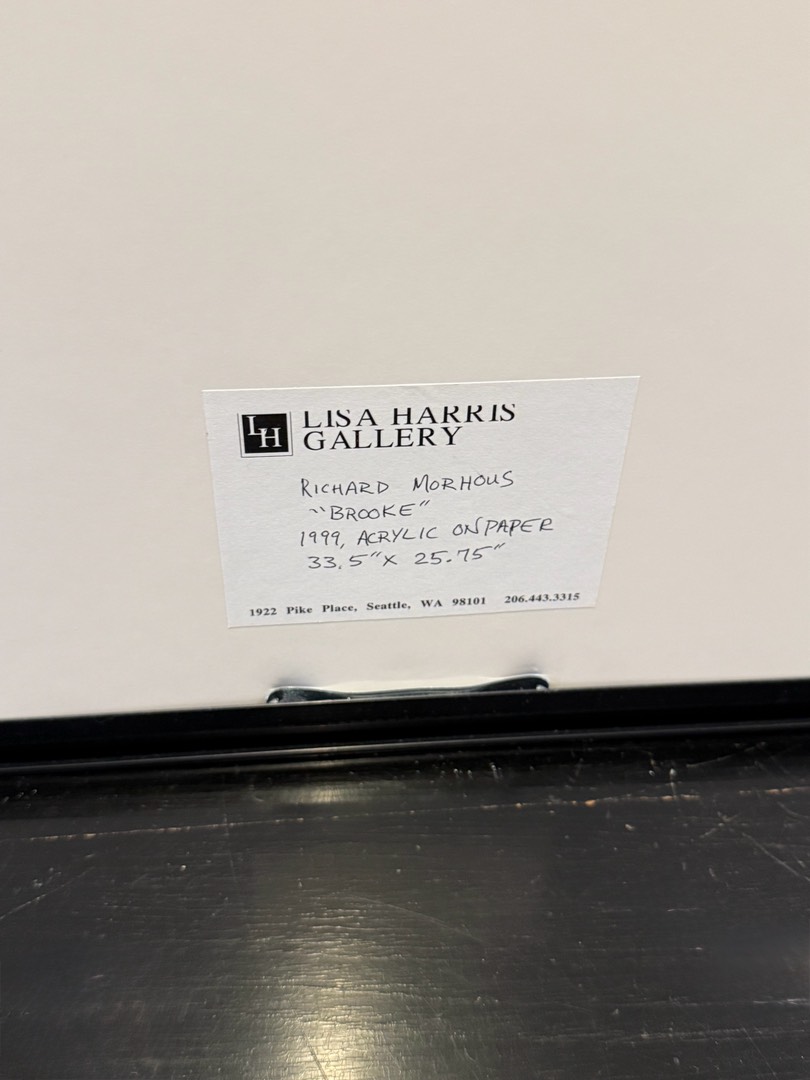 LH LISA HARRIS
GALLERY
RICHARD MORHOUS
"BROOKE"
1999, ACRYLIC ON PAPER
33.5" X 25.75"
1922 Pike Place, Seattle, WA 98101 206.443.3315